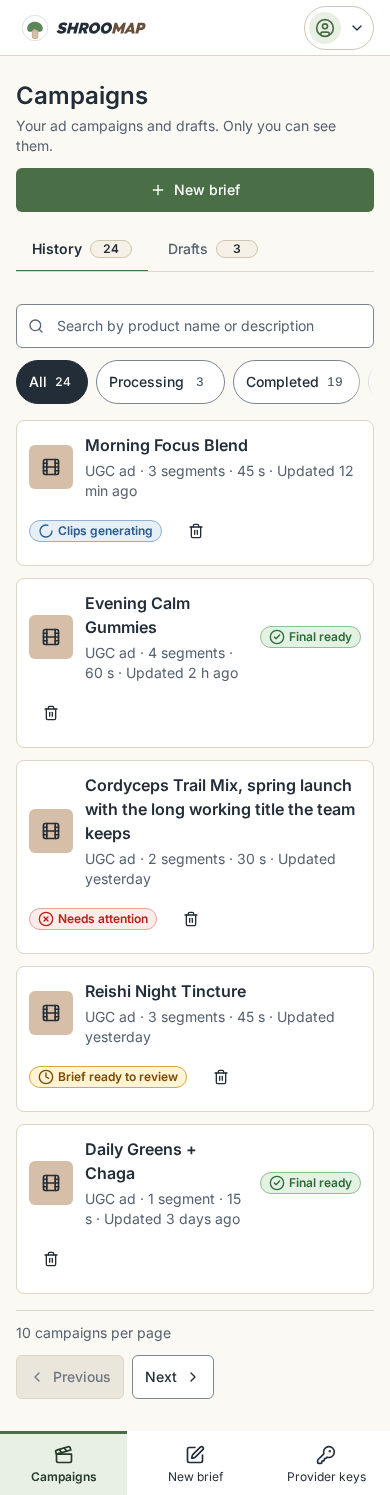 SHROOMAP
Campaigns
Your ad campaigns and drafts. Only you can see
them.
New brief
History 24 Drafts 3
Search by product name or description
All 24 Processing 3 Completed 19
Morning Focus Blend
UGC ad · 3 segments · 45 s · Updated 12
min ago
Clips generating
Evening Calm
Gummies
UGC ad · 4 segments ·
60 s · Updated 2 h ago
Final ready
Cordyceps Trail Mix, spring launch
with the long working title the team
keeps
UGC ad · 2 segments · 30 s · Updated
yesterday
Needs attention
Reishi Night Tincture
UGC ad · 3 segments · 45 s · Updated
yesterday
Brief ready to review
Daily Greens +
Chaga
UGC ad · 1 segment · 15
s · Updated 3 days ago
Final ready
10 campaigns per page
Previous Next
Campaigns New brief Provider keys